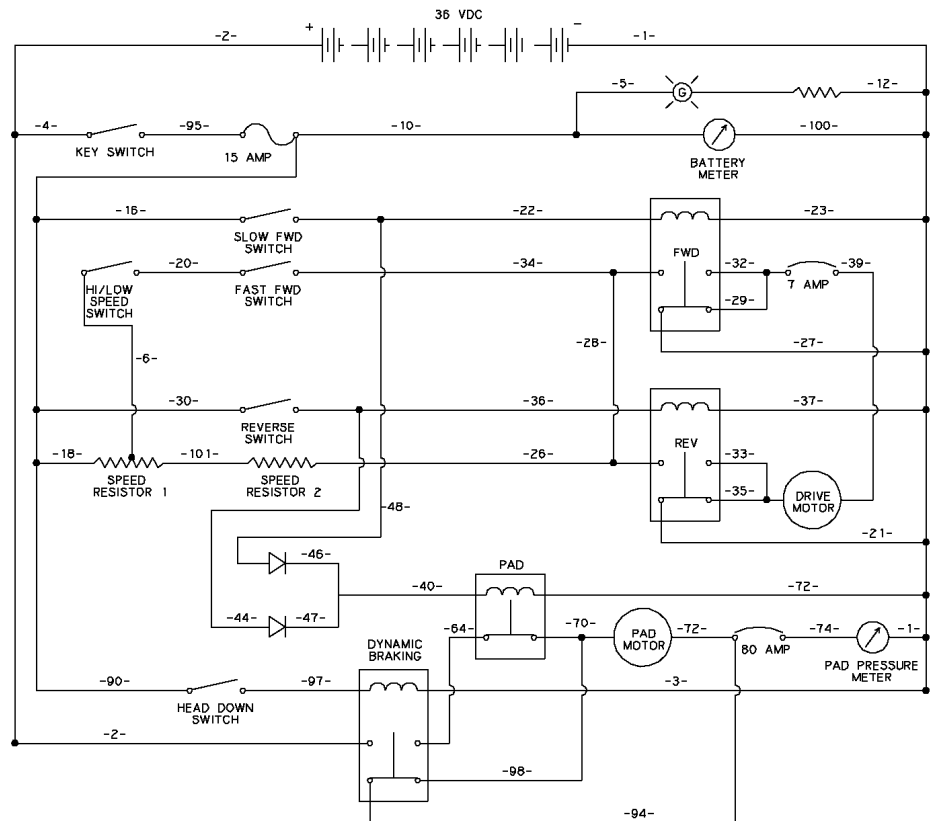 36 VDC
-2-
+
-
-1-
-5-
G
-12-
-4-
-95-
-10-
-100-
KEY SWITCH
15 AMP
BATTERY
METER
-16-
-22-
-23-
SLOW FWD
SWITCH
FWD
-20-
-34-
-32-
-39-
HI/LOW
SPEED
SWITCH
FAST FWD
SWITCH
7 AMP
-29-
-28-
-27-
-6-
-30-
-36-
-37-
REVERSE
SWITCH
REV
-18-
-101-
-26-
-33-
SPEED
RESISTOR 1
SPEED
RESISTOR 2
-35-
DRIVE
MOTOR
-48-
-21-
-46-
PAD
-40-
-72-
-44-
-47-
-64-
-70-
PAD
MOTOR
-72-
-74-
-1-
80 AMP
DYNAMIC
BRAKING
PAD PRESSURE
METER
-90-
-97-
-3-
HEAD DOWN
SWITCH
-2-
-98-
-94-